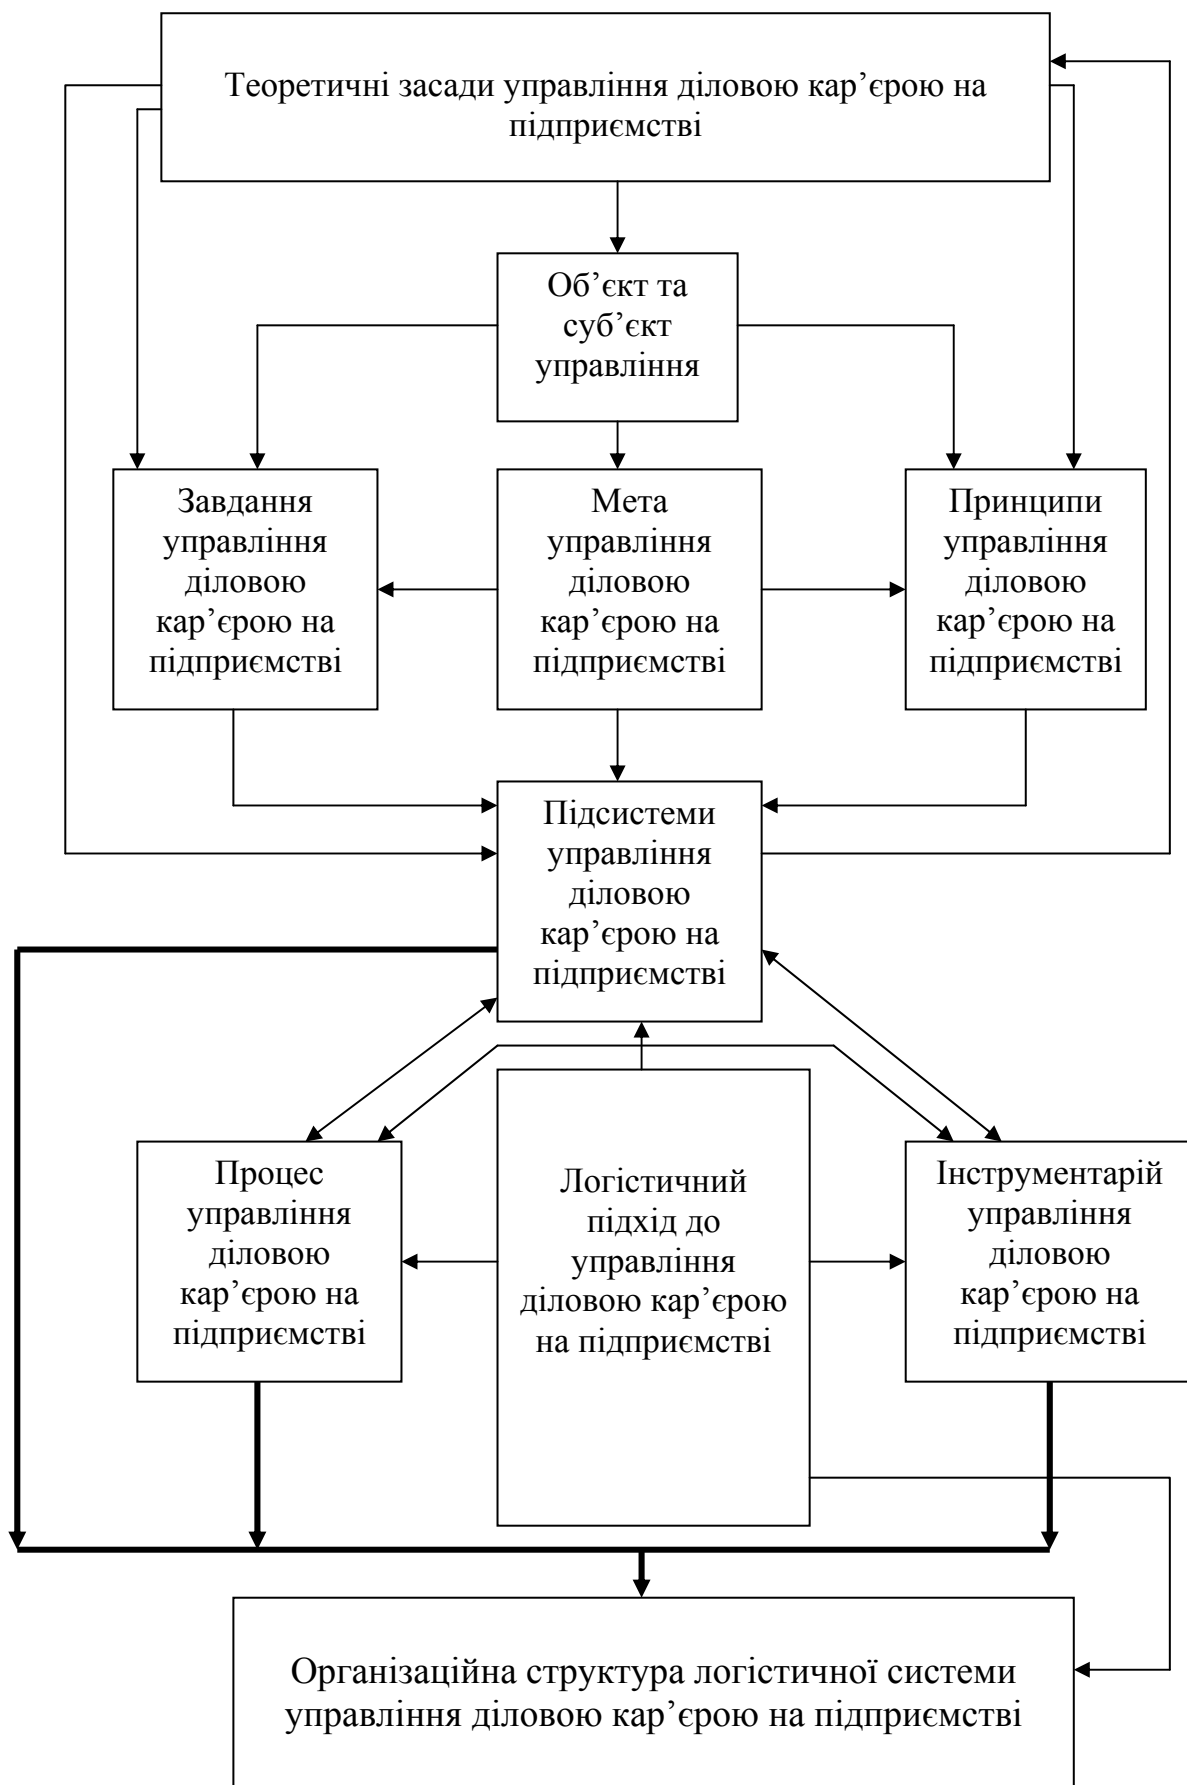 Теоретичні засади управління діловою кар’єрою на
підприємстві
Об’єкт та
суб’єкт
управління
Завдання
управління
діловою
кар’єрою на
підприємстві
Мета
управління
діловою
кар’єрою на
підприємстві
Принципи
управління
діловою
кар’єрою на
підприємстві
Підсистеми
управління
діловою
кар’єрою на
підприємстві
Процес
управління
діловою
кар’єрою на
підприємстві
Логістичний
підхід до
управління
діловою кар’єрою
на підприємстві
Інструментарій
управління
діловою
кар’єрою на
підприємстві
Організаційна структура логістичної системи
управління діловою кар’єрою на підприємстві